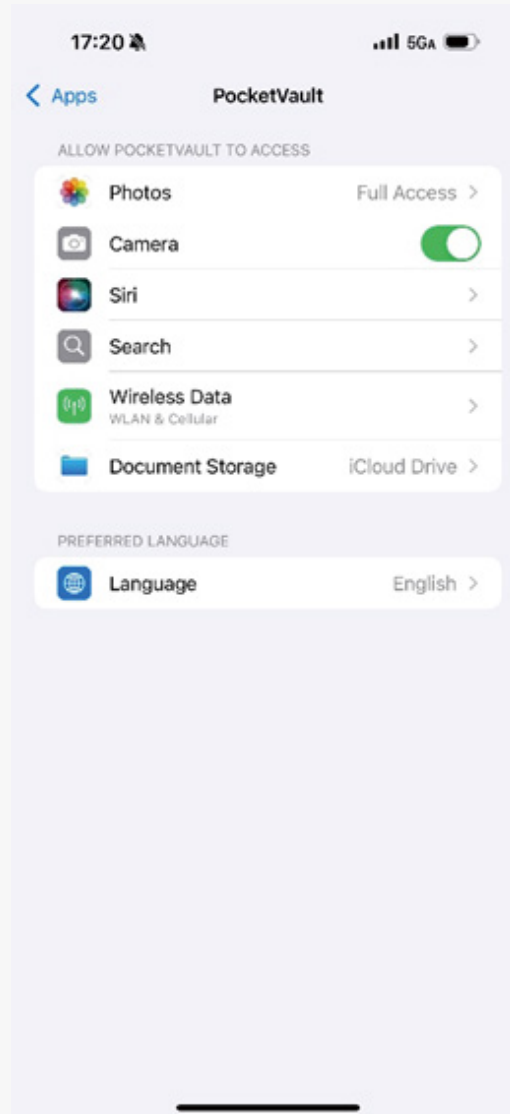 17:20 5GA
Apps PocketVault
ALLOW POCKETVAULT TO ACCESS
Photos Full Access
Camera
Siri
Search
Wireless Data
WLAN & Cellular
Document Storage iCloud Drive
PREFERRED LANGUAGE
Language English